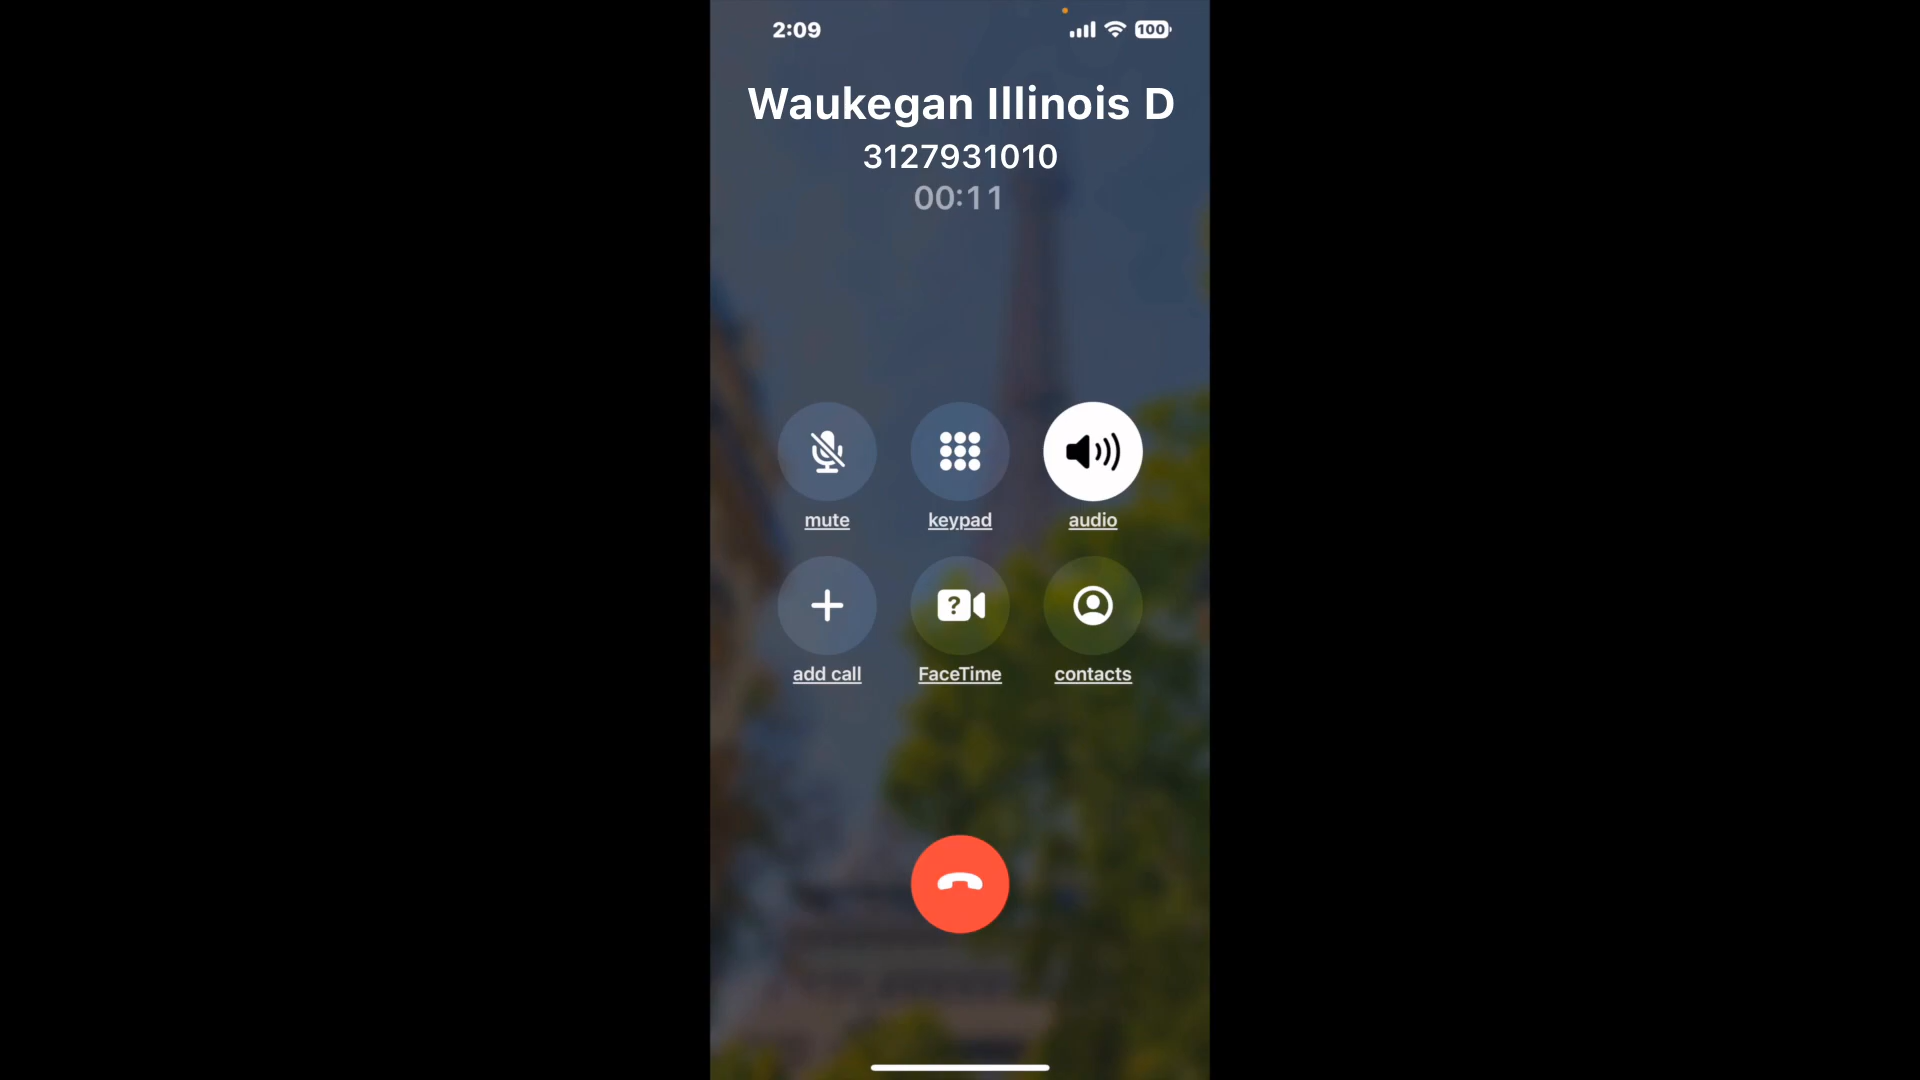 2:09
100
Waukegan Illinois D
3127931010
00:11
mute
keypad
audio
?
add call
FaceTime
contacts